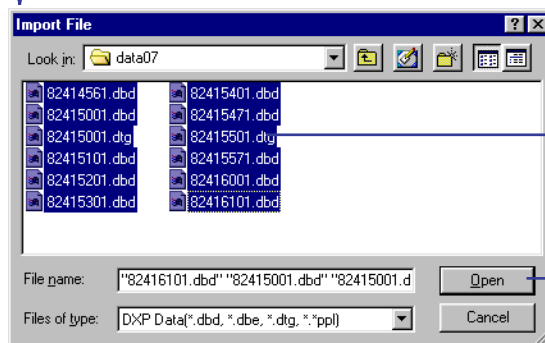 Import File
Look in: data07
82414561.dbd 82415401.dbd
82415001.dbd 82415471.dbd
82415001.dtg 82415501.dtg
82415101.dbd 82415571.dbd
82415201.dbd 82416001.dbd
82415301.dbd 82416101.dbd
File name: "82416101.dbd" "82415001.dbd" "82415001.d Open
Files of type: DXP Data(*.dbd, *.dbe, *.dtg, *.*ppl) Cancel